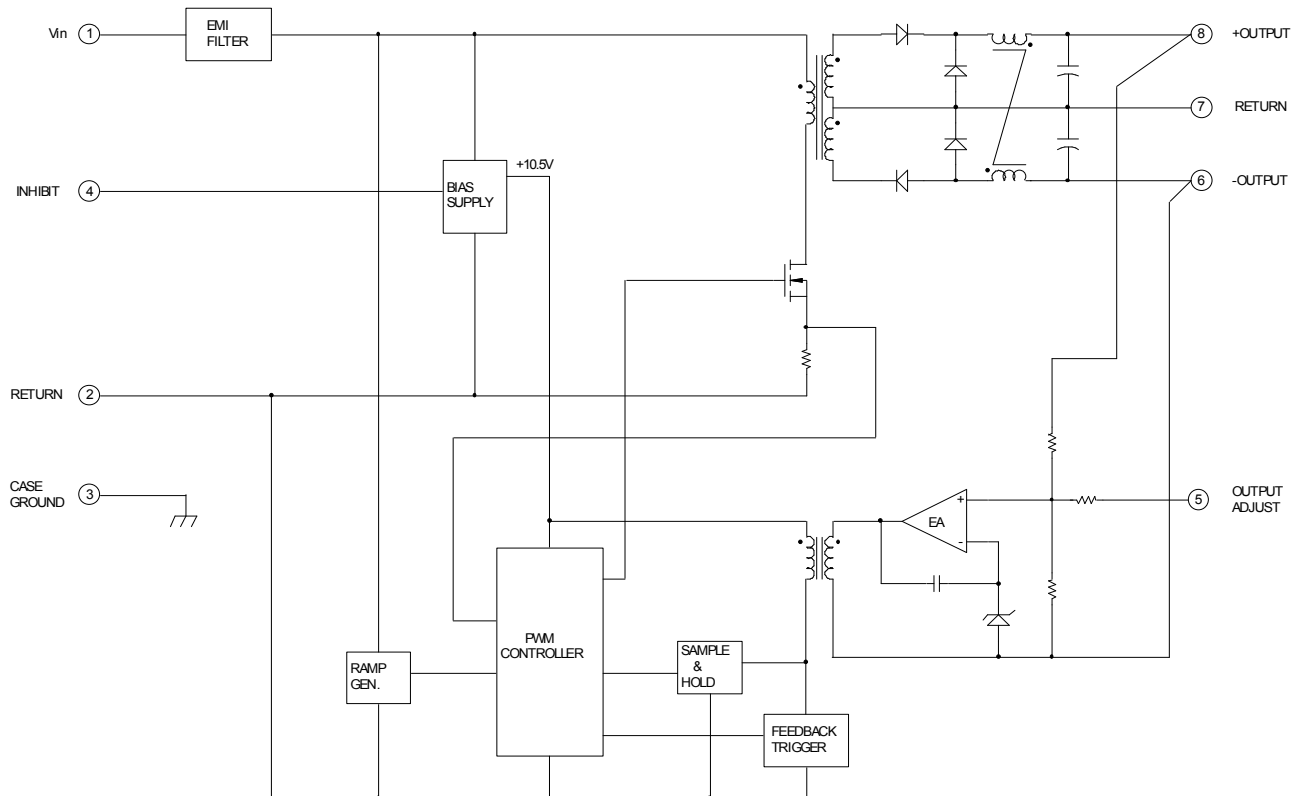 Vin
1
EMI
FILTER
8
+OUTPUT
7
RETURN
+10.5V
INHIBIT
4
BIAS
SUPPLY
6
-OUTPUT
RETURN
2
CASE
GROUND
3
+
EA
-
5
OUTPUT
ADJUST
PWM
CONTROLLER
RAMP
GEN.
SAMPLE
&
HOLD
FEEDBACK
TRIGGER